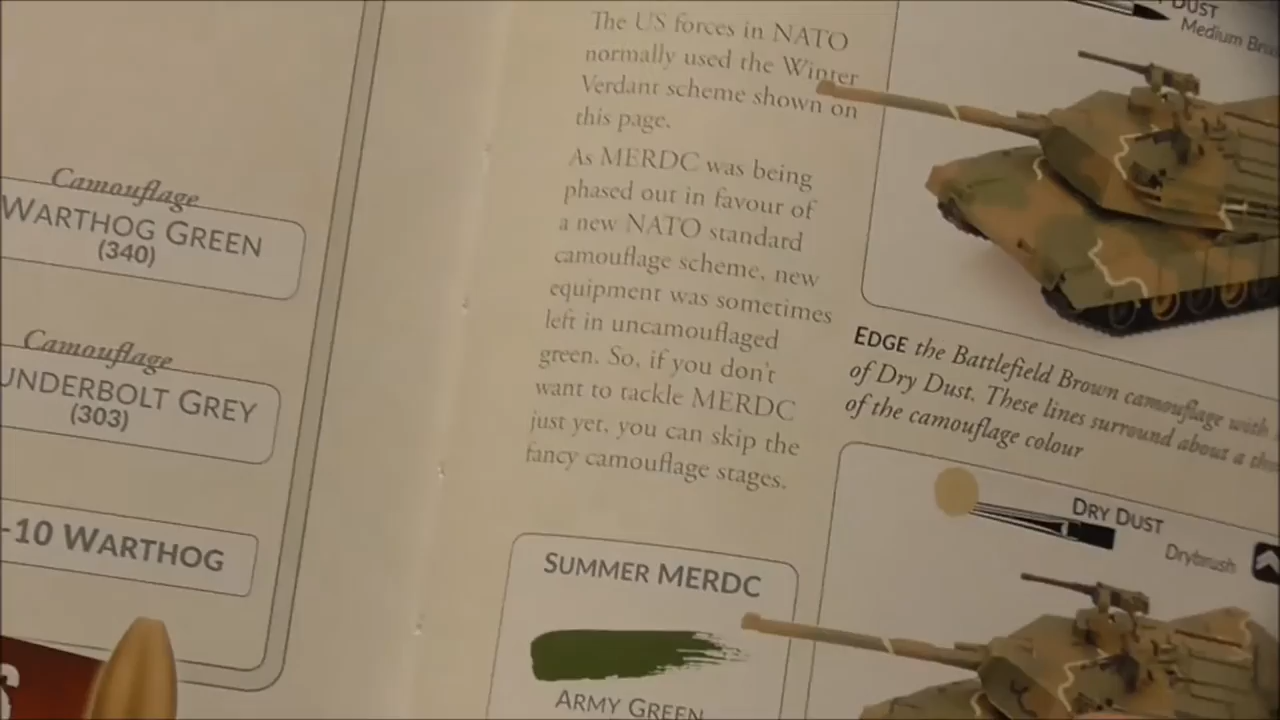 Camouflage
WARTHOG GREEN
(340)
Camouflage
UNDERBOLT GREY
(303)
-10 WARTHOG
S
The US forces in NATO
normally used the Winter
Verdant scheme shown on
this page.
As MERDC was being
phased out in favour of
a new NATO standard
camouflage scheme, new
equipment was sometimes
left in uncamouflaged
green. So, if you don't
want to tackle MERDC
just yet, you can skip the
fancy camouflage stages.
SUMMER MERDC
ARMY GREEN
DUST
Medium Bru
EDGE the Battlefield Brown camouflage with
of Dry Dust. These lines surround about a
of the camouflage colour
DRY DUST
Drybrush